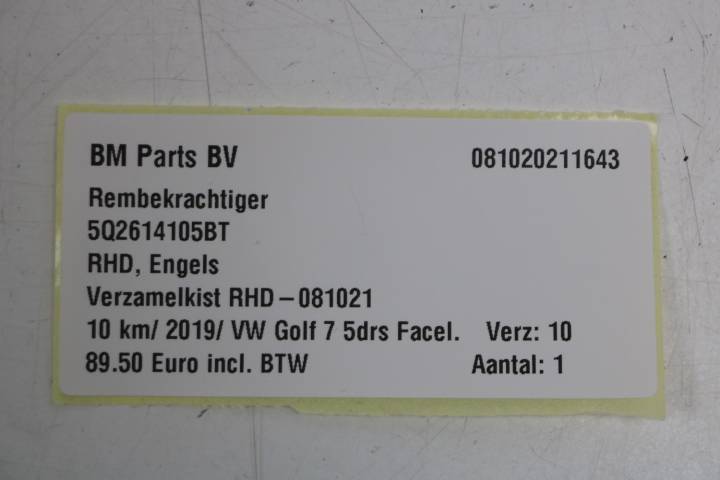 BM Parts BV 081020211643
Rembekrachtiger
5Q2614105BT
RHD, Engels
Verzamelkist RHD – 081021
10 km/ 2019/ VW Golf 7 5drs Facel. Verz: 10
89.50 Euro incl. BTW Aantal: 1